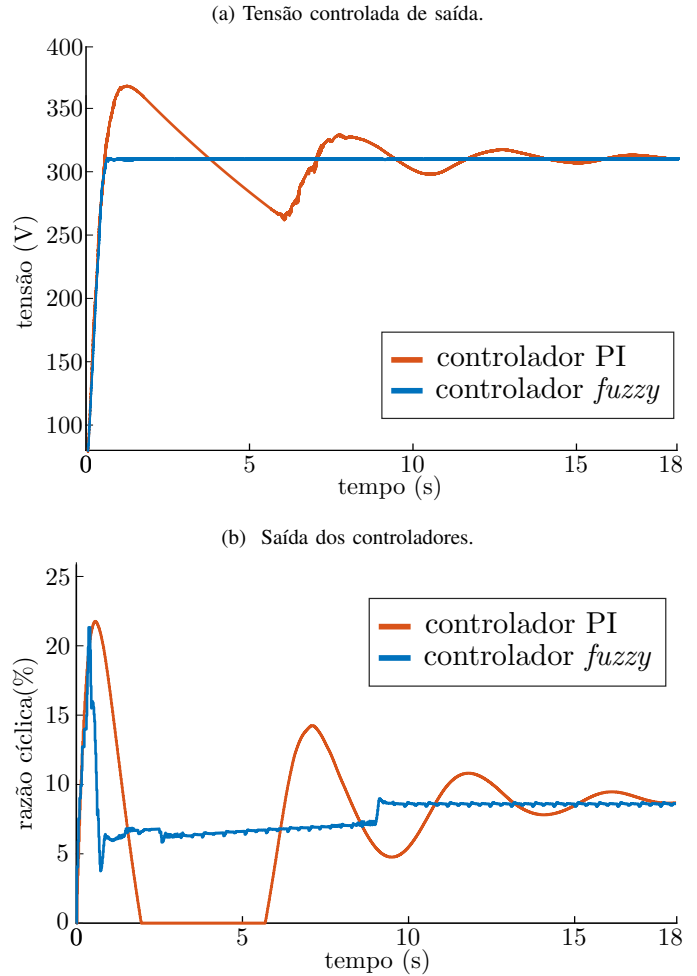 (a) Tensão controlada de saída.
400
350
300
250
200
150
100
tensão (V)
controlador PI
controlador fuzzy
0
0
5
10
15
18
tempo (s)
(b) Saída dos controladores.
25
20
15
10
5
0
razão cíclica(%)
controlador PI
controlador fuzzy
0
5
10
15
18
tempo (s)